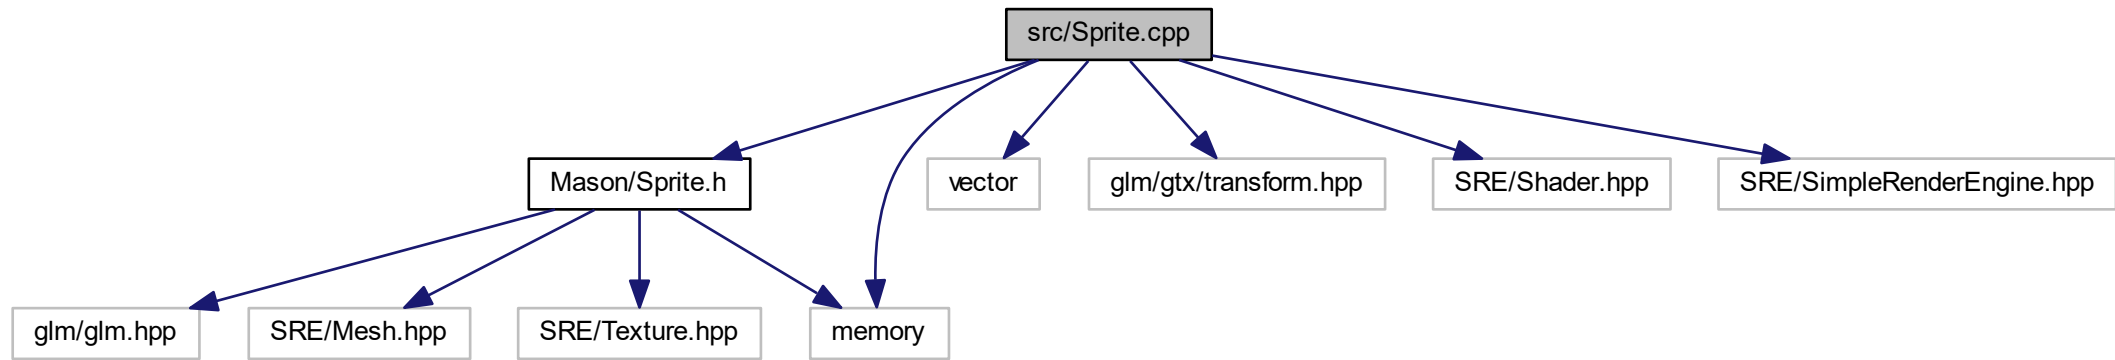 src/Sprite.cpp
Mason/Sprite.h
vector
glm/gtx/transform.hpp
SRE/Shader.hpp
SRE/SimpleRenderEngine.hpp
glm/glm.hpp
SRE/Mesh.hpp
SRE/Texture.hpp
memory